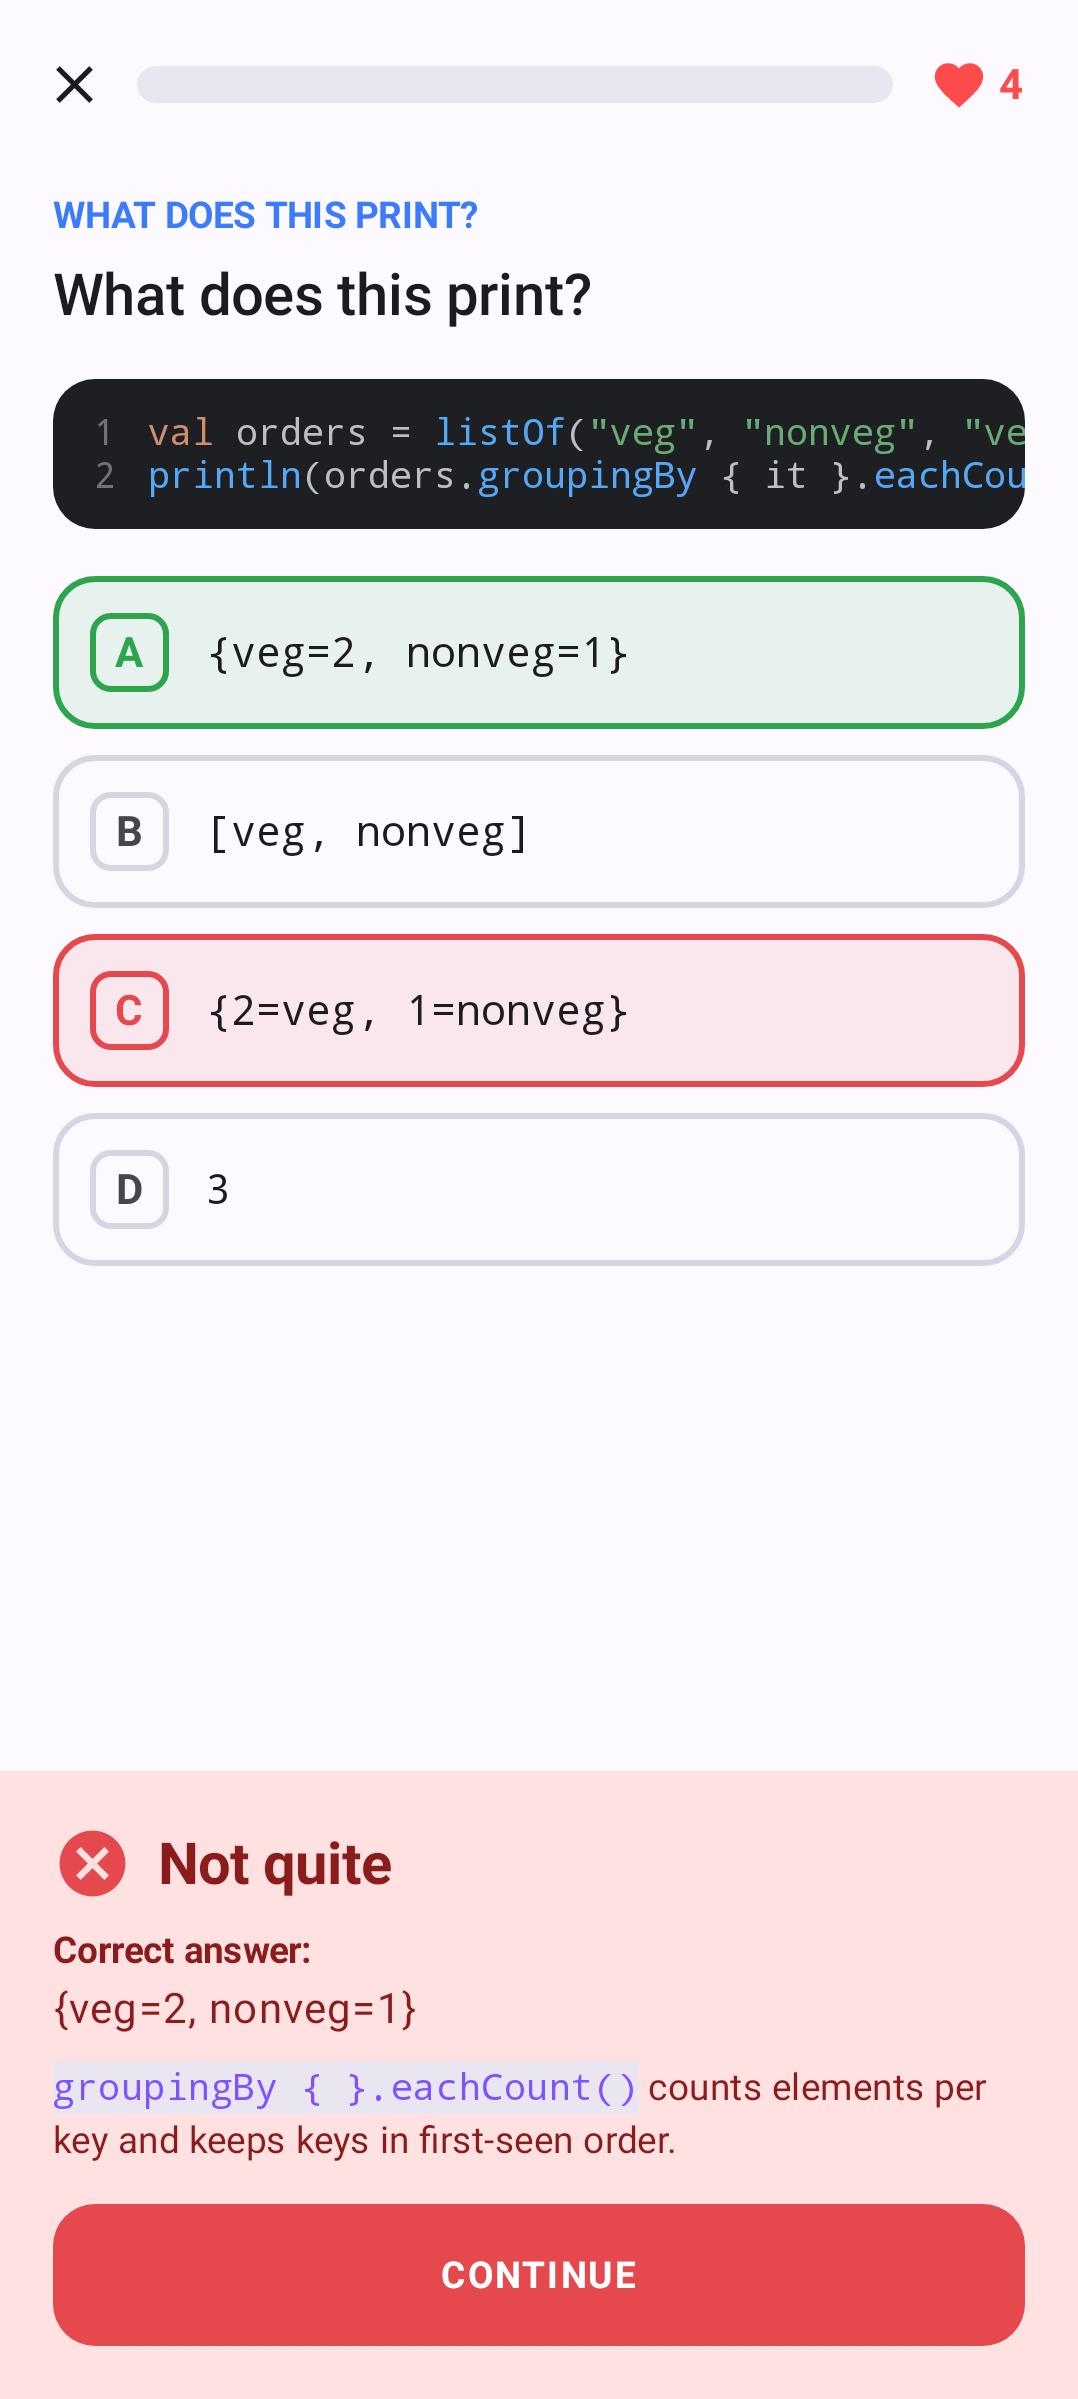 4
WHAT DOES THIS PRINT?
What does this print?
1 val orders = listOf("veg", "nonveg", "ve
2 println(orders.groupingBy { it }.eachCou
A {veg=2, nonveg=1}
B [veg, nonveg]
C {2=veg, 1=nonveg}
D 3
Not quite
Correct answer:
{veg=2, nonveg=1}
groupingBy { }.eachCount() counts elements per
key and keeps keys in first-seen order.
CONTINUE